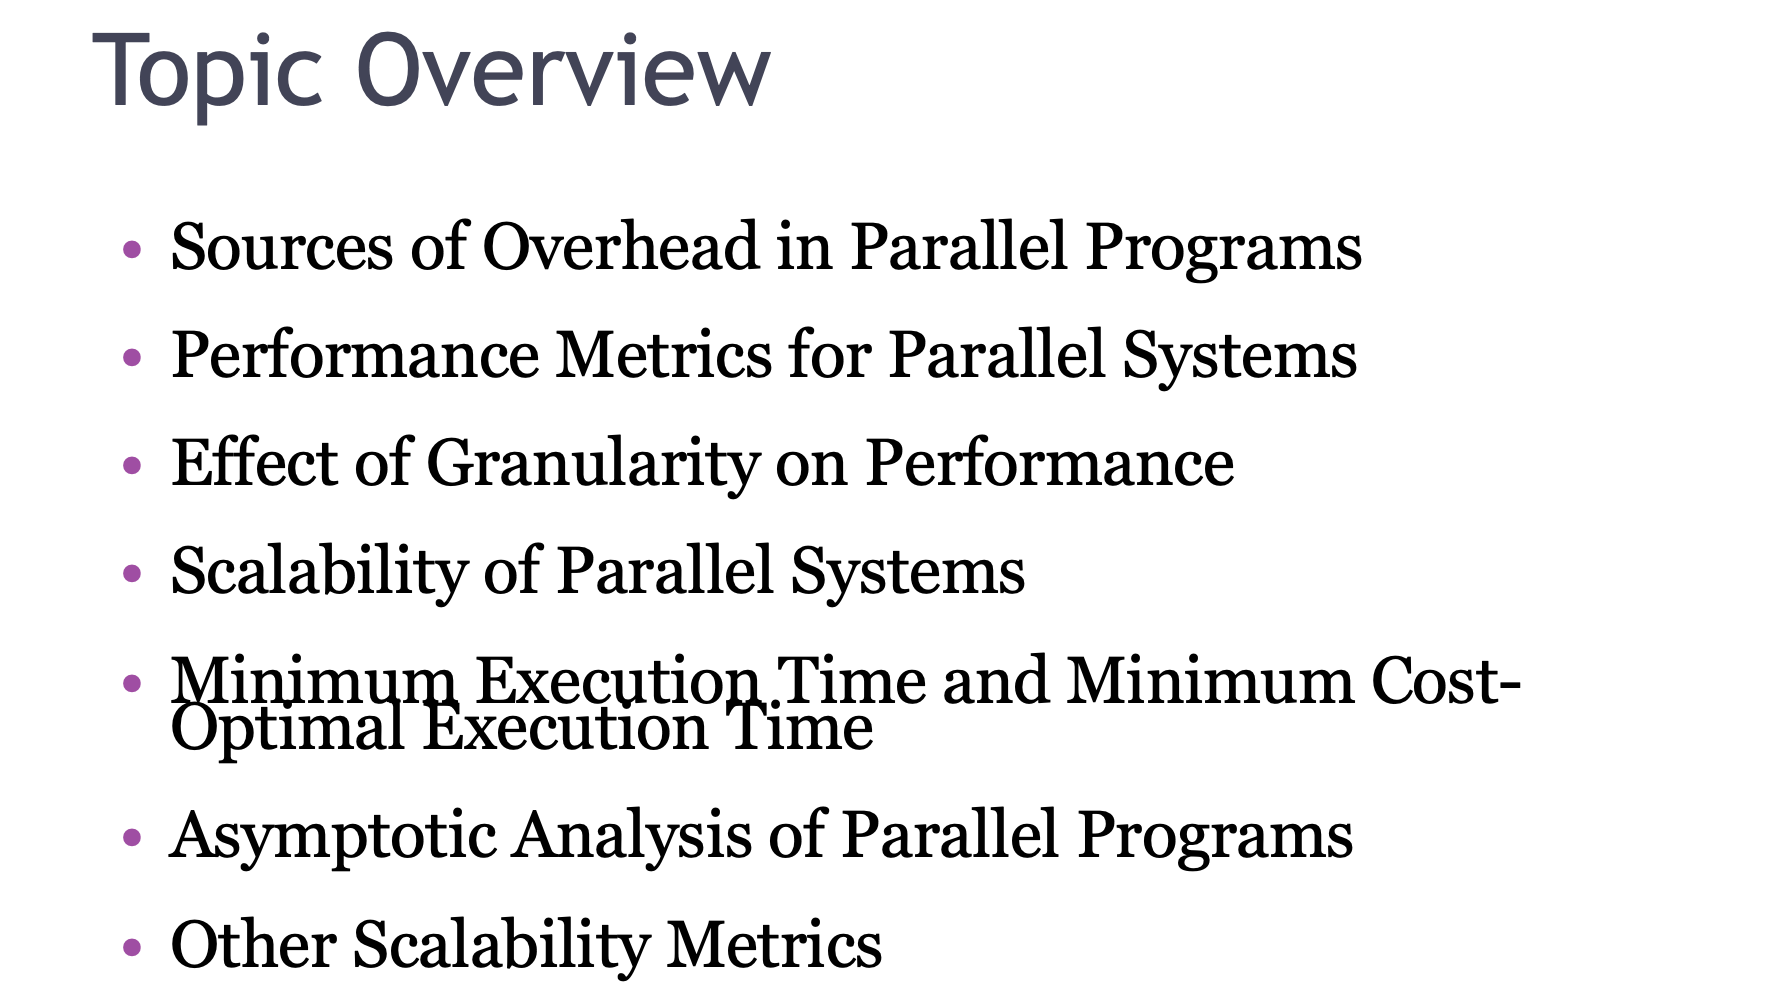 Topic Overview
• Sources of Overhead in Parallel Programs
• Performance Metrics for Parallel Systems
• Effect of Granularity on Performance
• Scalability of Parallel Systems
• Minimum Execution Time and Minimum Cost-
Optimal Execution Time
• Asymptotic Analysis of Parallel Programs
• Other Scalability Metrics